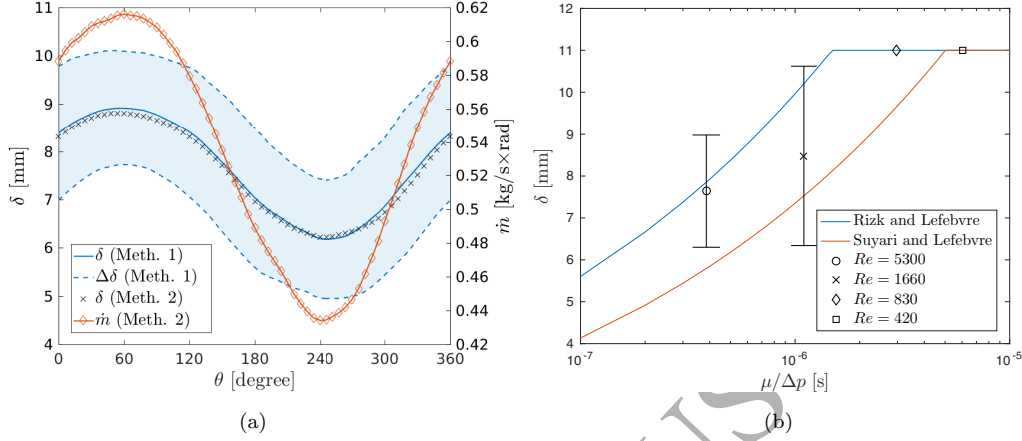 12
11
10
9
8
7
6
5
4
δ [mm]
0.62
0.6
0.58
0.56
0.54
0.52
0.5
0.48
0.46
0.44
0.42
ṁ [kg/s×rad]
δ (Meth. 1)
Δδ (Meth. 1)
δ (Meth. 2)
ṁ (Meth. 2)
0 60 120 180 240 300 360
θ [degree]
(a)
12
11
10
9
8
7
6
5
4
δ [mm]
Rizk and Lefebvre
Suyari and Lefebvre
Re = 5300
Re = 1660
Re = 830
Re = 420
10⁻⁷ 10⁻⁶ 10⁻⁵
μ/Δp [s]
(b)